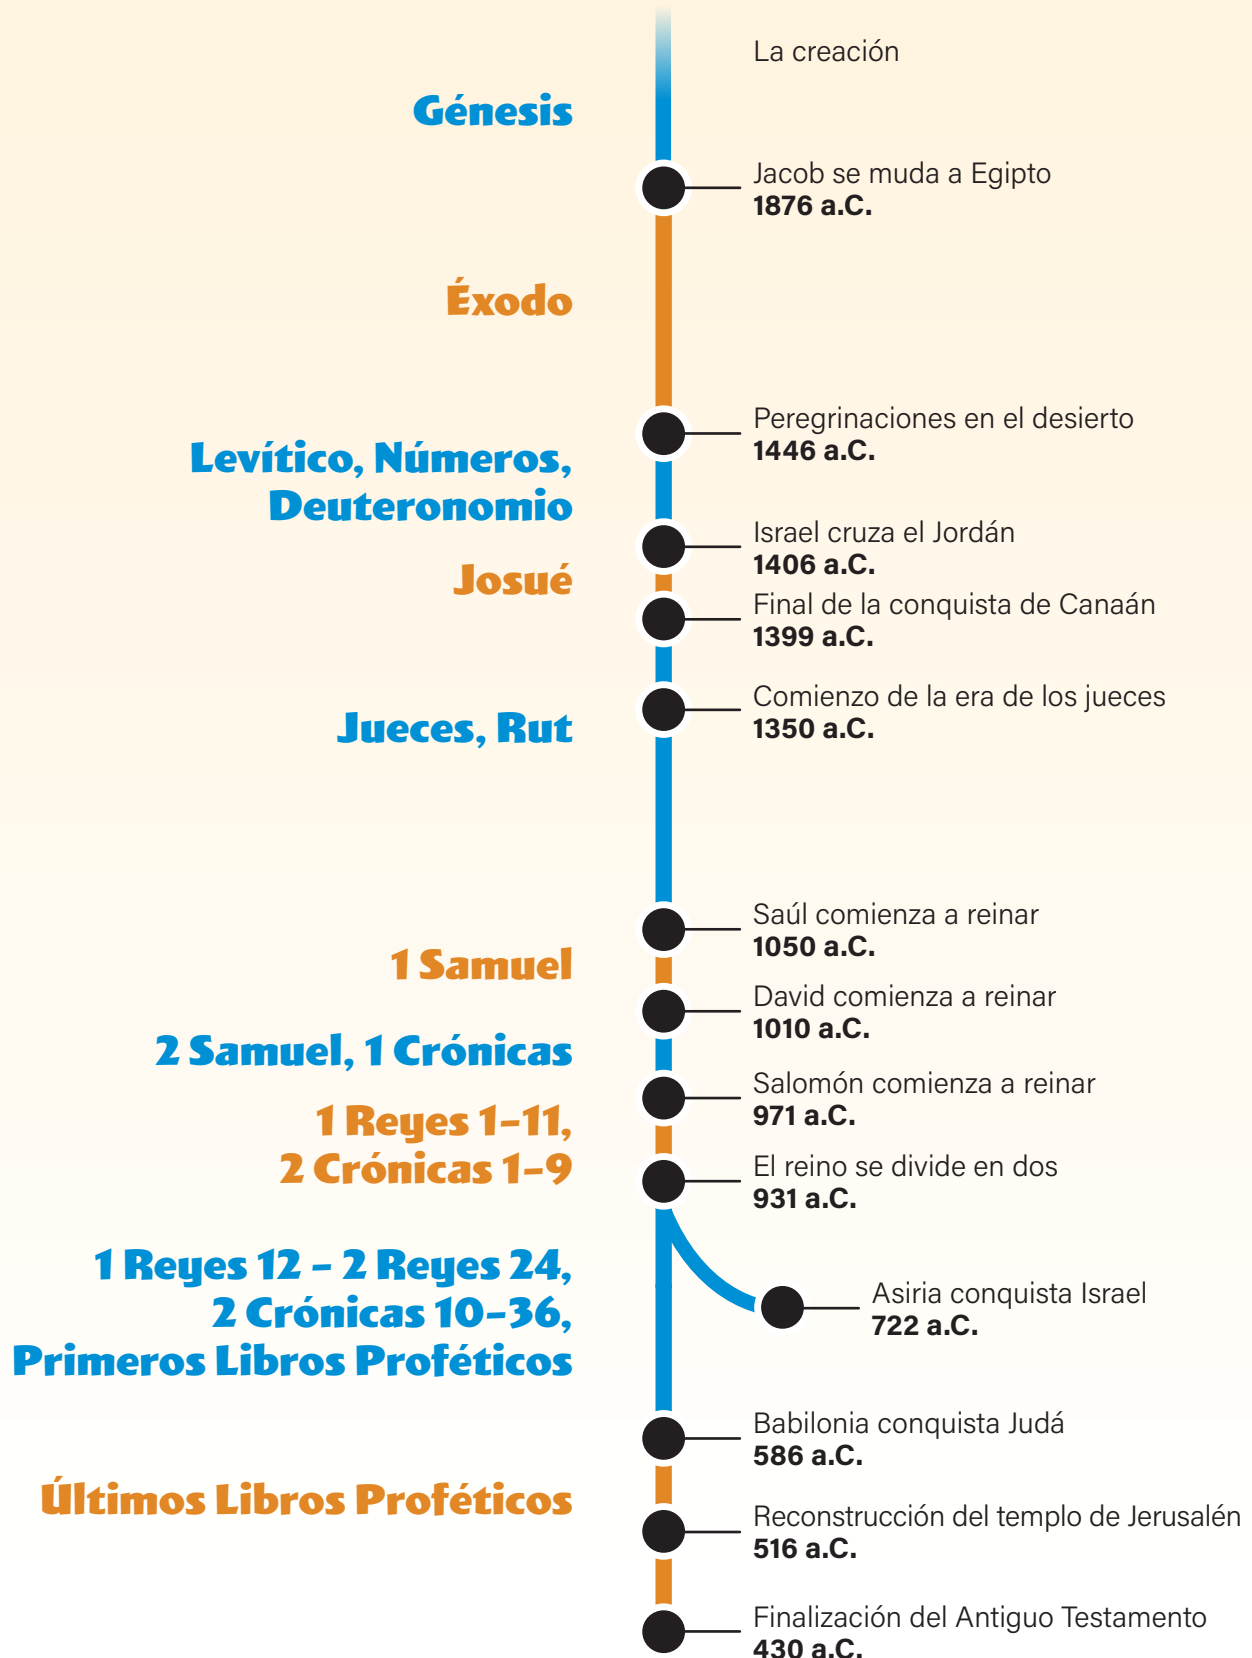 La creación
Génesis
Jacob se muda a Egipto
1876 a.C.
Éxodo
Peregrinaciones en el desierto
1446 a.C.
Levítico, Números,
Deuteronomio
Israel cruza el Jordán
1406 a.C.
Josué
Final de la conquista de Canaán
1399 a.C.
Comienzo de la era de los jueces
1350 a.C.
Jueces, Rut
Saúl comienza a reinar
1050 a.C.
1 Samuel
David comienza a reinar
1010 a.C.
2 Samuel, 1 Crónicas
Salomón comienza a reinar
971 a.C.
1 Reyes 1–11,
2 Crónicas 1–9
El reino se divide en dos
931 a.C.
1 Reyes 12 – 2 Reyes 24,
2 Crónicas 10–36,
Primeros Libros Proféticos
Asiria conquista Israel
722 a.C.
Babilonia conquista Judá
586 a.C.
Últimos Libros Proféticos
Reconstrucción del templo de Jerusalén
516 a.C.
Finalización del Antiguo Testamento
430 a.C.